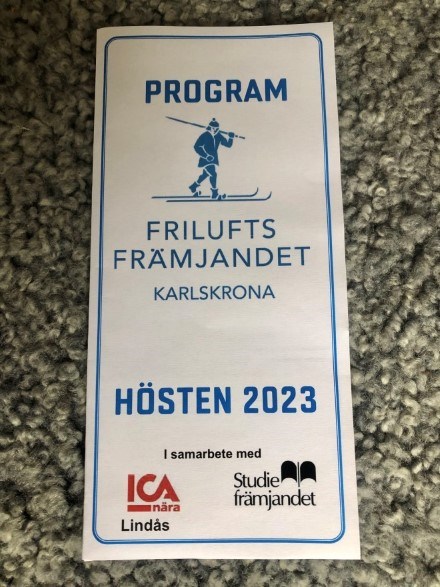 PROGRAM
FRILUFTS
FRÄMJANDET
KARLSKRONA
HÖSTEN 2023
I samarbete med
ICA
nära
Lindås
Studie
främjandet